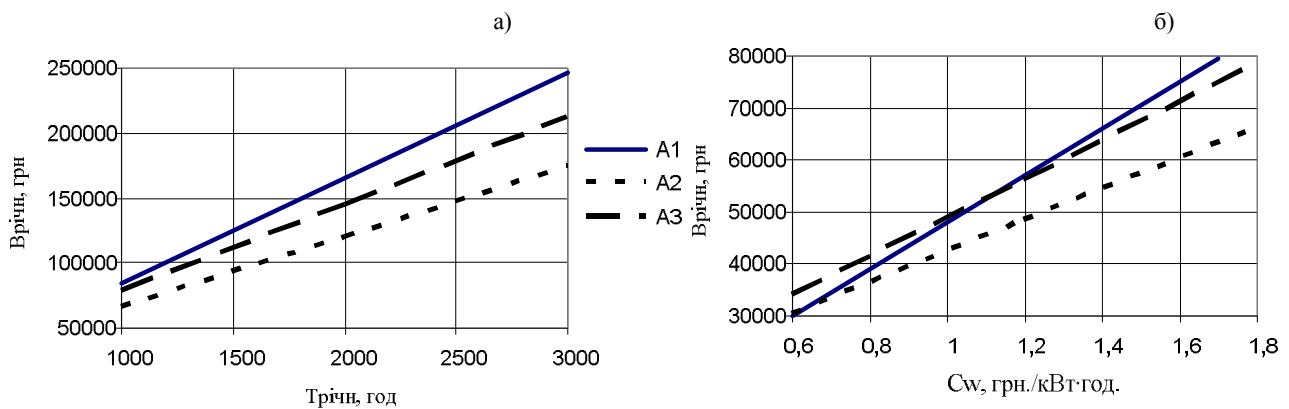 а)
250000
200000
150000
100000
50000
1000 1500 2000 2500 3000
Врічн, грн
Трічн, год
А1
А2
А3
б)
80000
70000
60000
50000
40000
30000
0,6 0,8 1 1,2 1,4 1,6 1,8
Врічн, грн
Cw, грн./кВт·год.